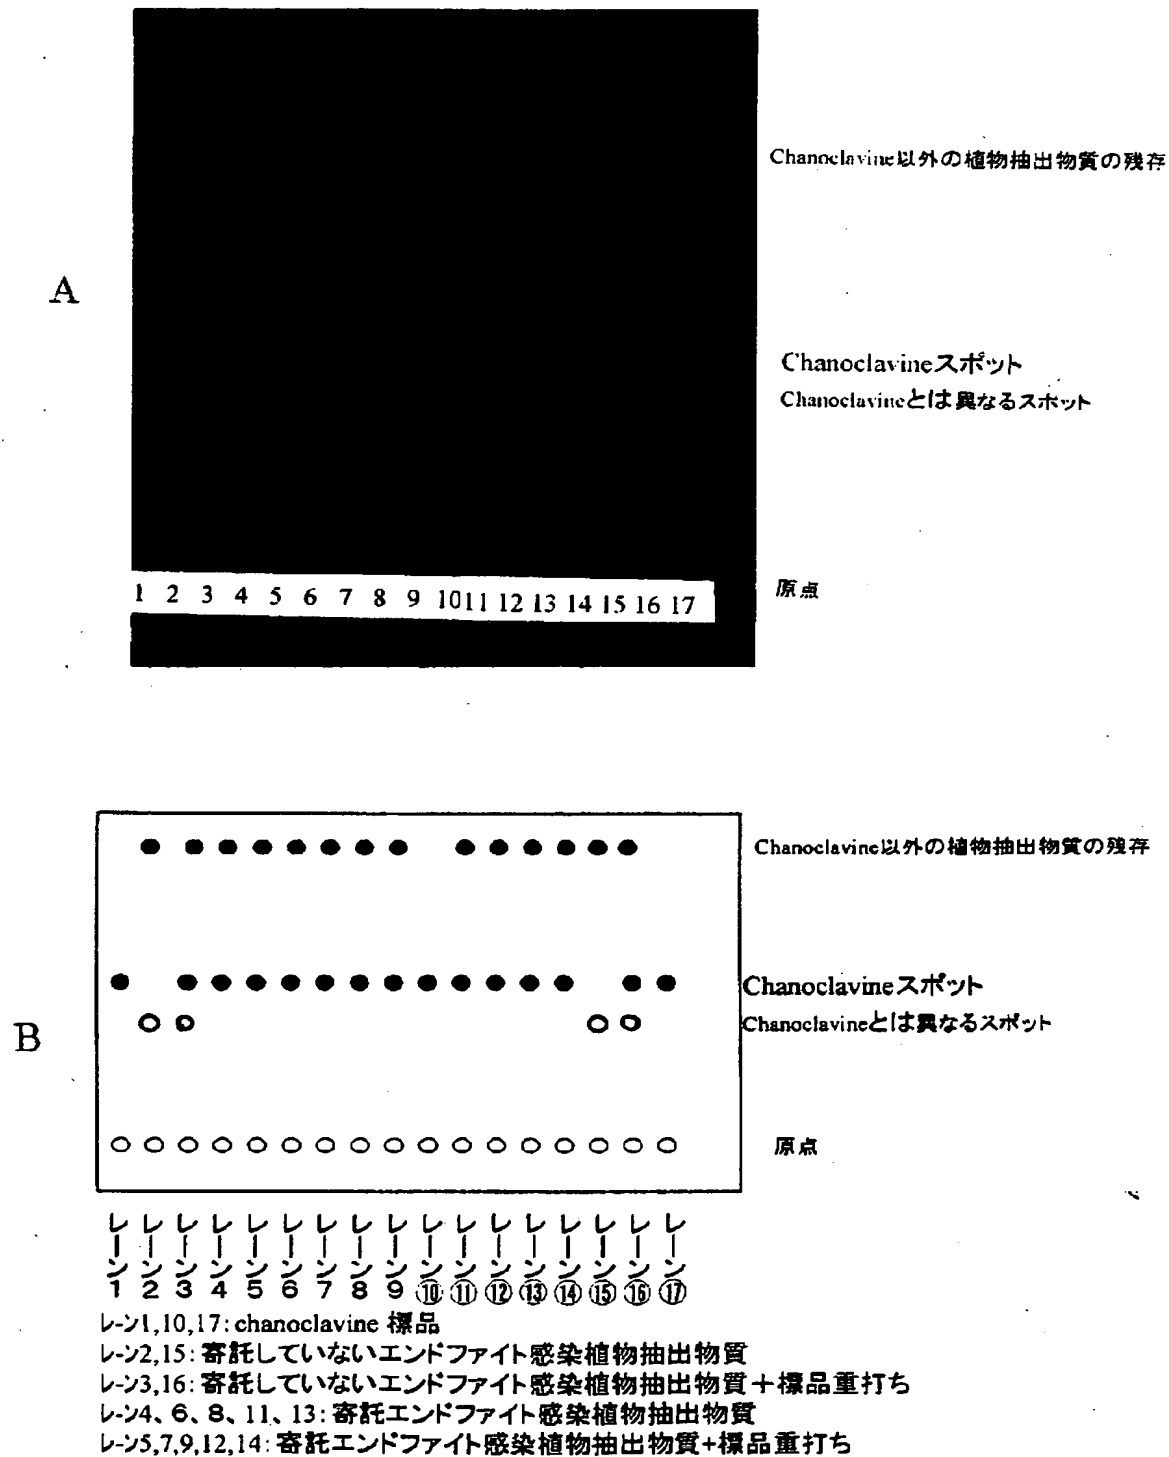 Chanoclavine以外の植物抽出物質の残存
A
Chanoclavineスポット
Chanoclavineとは異なるスポット
1 2 3 4 5 6 7 8 9 10 11 12 13 14 15 16 17
原点
Chanoclavine以外の植物抽出物質の残存
Chanoclavineスポット
B
Chanoclavineとは異なるスポット
原点
レーン1 レーン2 レーン3 レーン4 レーン5 レーン6 レーン7 レーン8 レーン9 レーン⑩ レーン⑪ レーン⑫ レーン⑬ レーン⑭ レーン⑮ レーン⑯ レーン⑰
レーン1,10,17: chanoclavine 標品
レーン2,15: 寄託していないエンドファイト感染植物抽出物質
レーン3,16: 寄託していないエンドファイト感染植物抽出物質+標品重打ち
レーン4、6、8、11、13: 寄託エンドファイト感染植物抽出物質
レーン5,7,9,12,14: 寄託エンドファイト感染植物抽出物質+標品重打ち